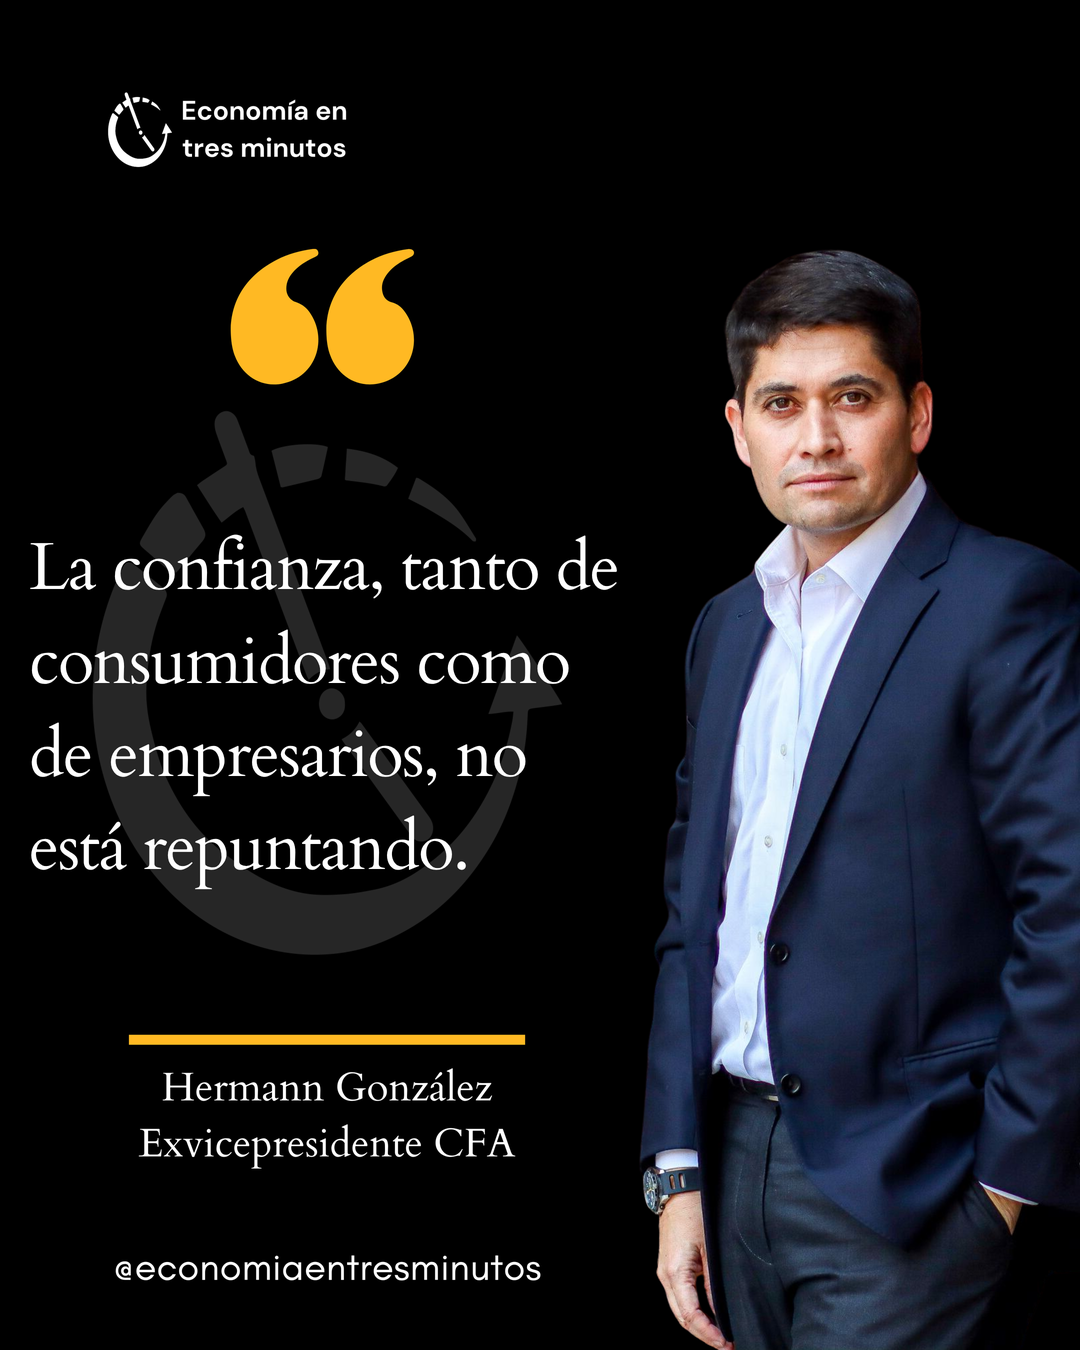 Economía en
tres minutos
La confianza, tanto de
consumidores como
de empresarios, no
está repuntando.
Hermann González
Exvicepresidente CFA
@economiaentresminutos